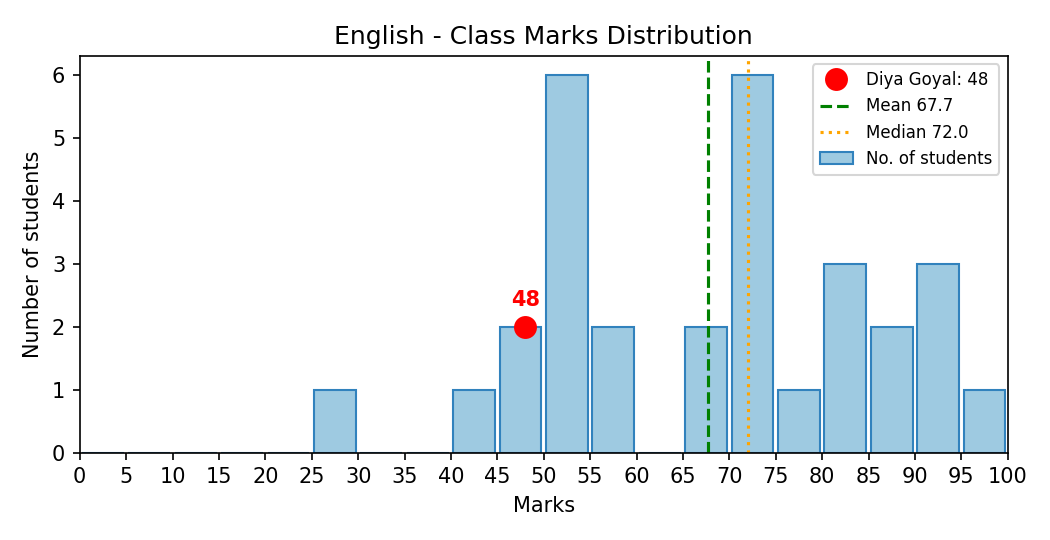 English - Class Marks Distribution
Diya Goyal: 48
Mean 67.7
Median 72.0
No. of students
48
Number of students
6
5
4
3
2
1
0
0 5 10 15 20 25 30 35 40 45 50 55 60 65 70 75 80 85 90 95 100
Marks